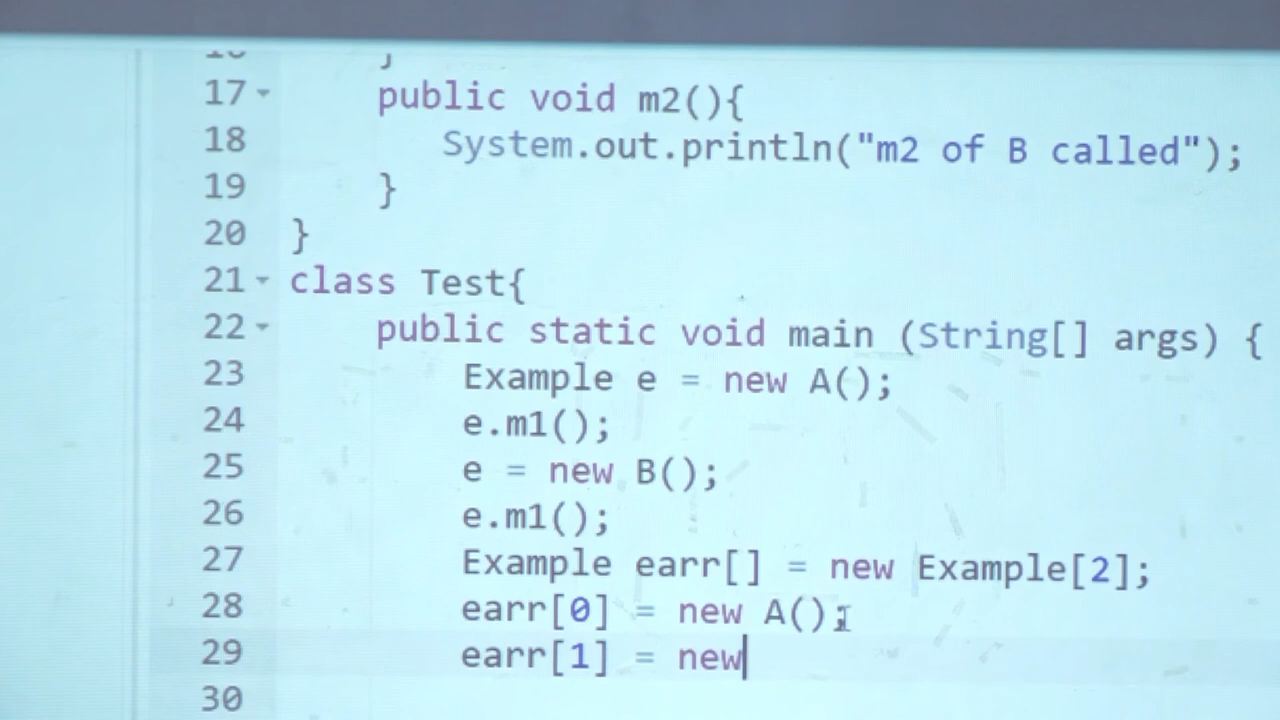 17 public void m2(){
18 System.out.println("m2 of B called");
19 }
20 }
21 class Test{
22 public static void main (String[] args) {
23 Example e = new A();
24 e.m1();
25 e = new B();
26 e.m1();
27 Example earr[] = new Example[2];
28 earr[0] = new A();
29 earr[1] = new
30